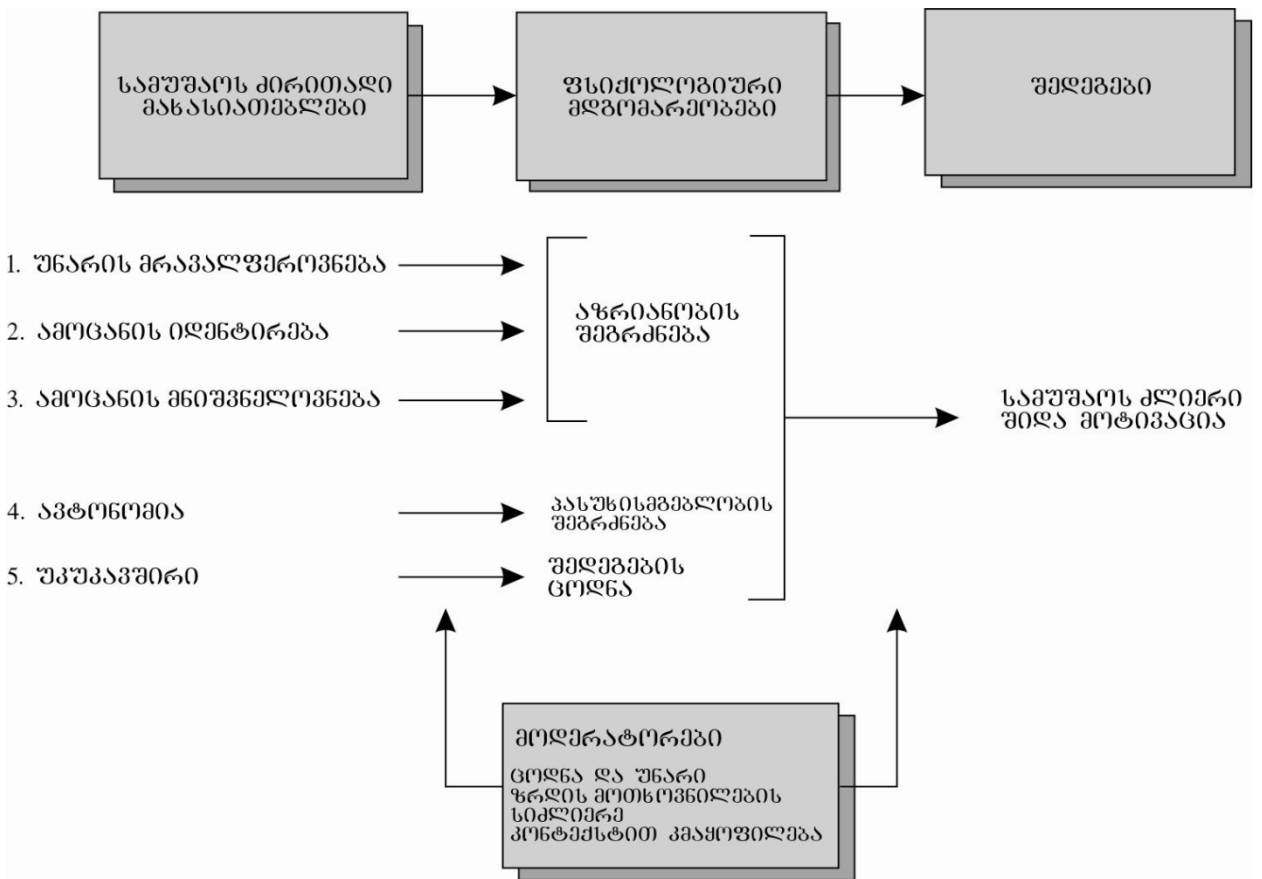 სამუშაოს ძირითადი
მახასიათებლები
ფსიქოლოგიური
მდგომარეობები
შედეგები
1. უნარის მრავალფეროვნება
2. ამოცანის იდენტირება
3. ამოცანის მნიშვნელოვნება
აზრიანობის
შეგრძნება
სამუშაოს ძლიერი
შიდა მოტივაცია
4. ავტონომია
პასუხისმგებლობის
შეგრძნება
5. უკუკავშირი
შედეგების
ცოდნა
მოდერატორები
ცოდნა და უნარი
ზრდის მოთხოვნილების
სიძლიერე
კონტექსტით კმაყოფილება